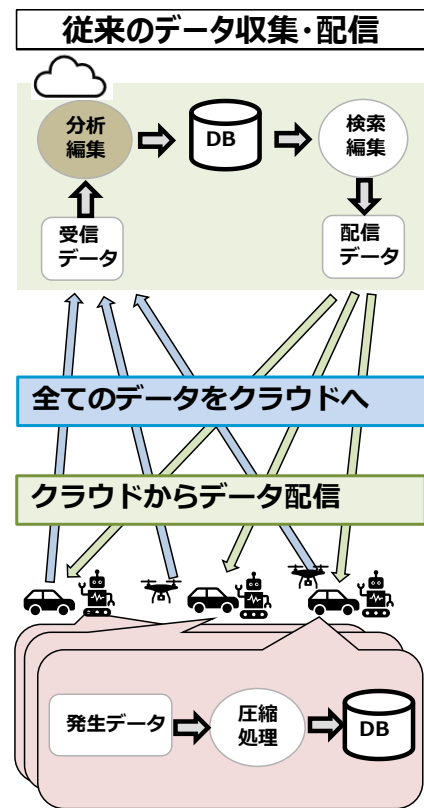 従来のデータ収集・配信
分析
編集
DB
検索
編集
受信
データ
配信
データ
全てのデータをクラウドへ
クラウドからデータ配信
発生データ
圧縮
処理
DB